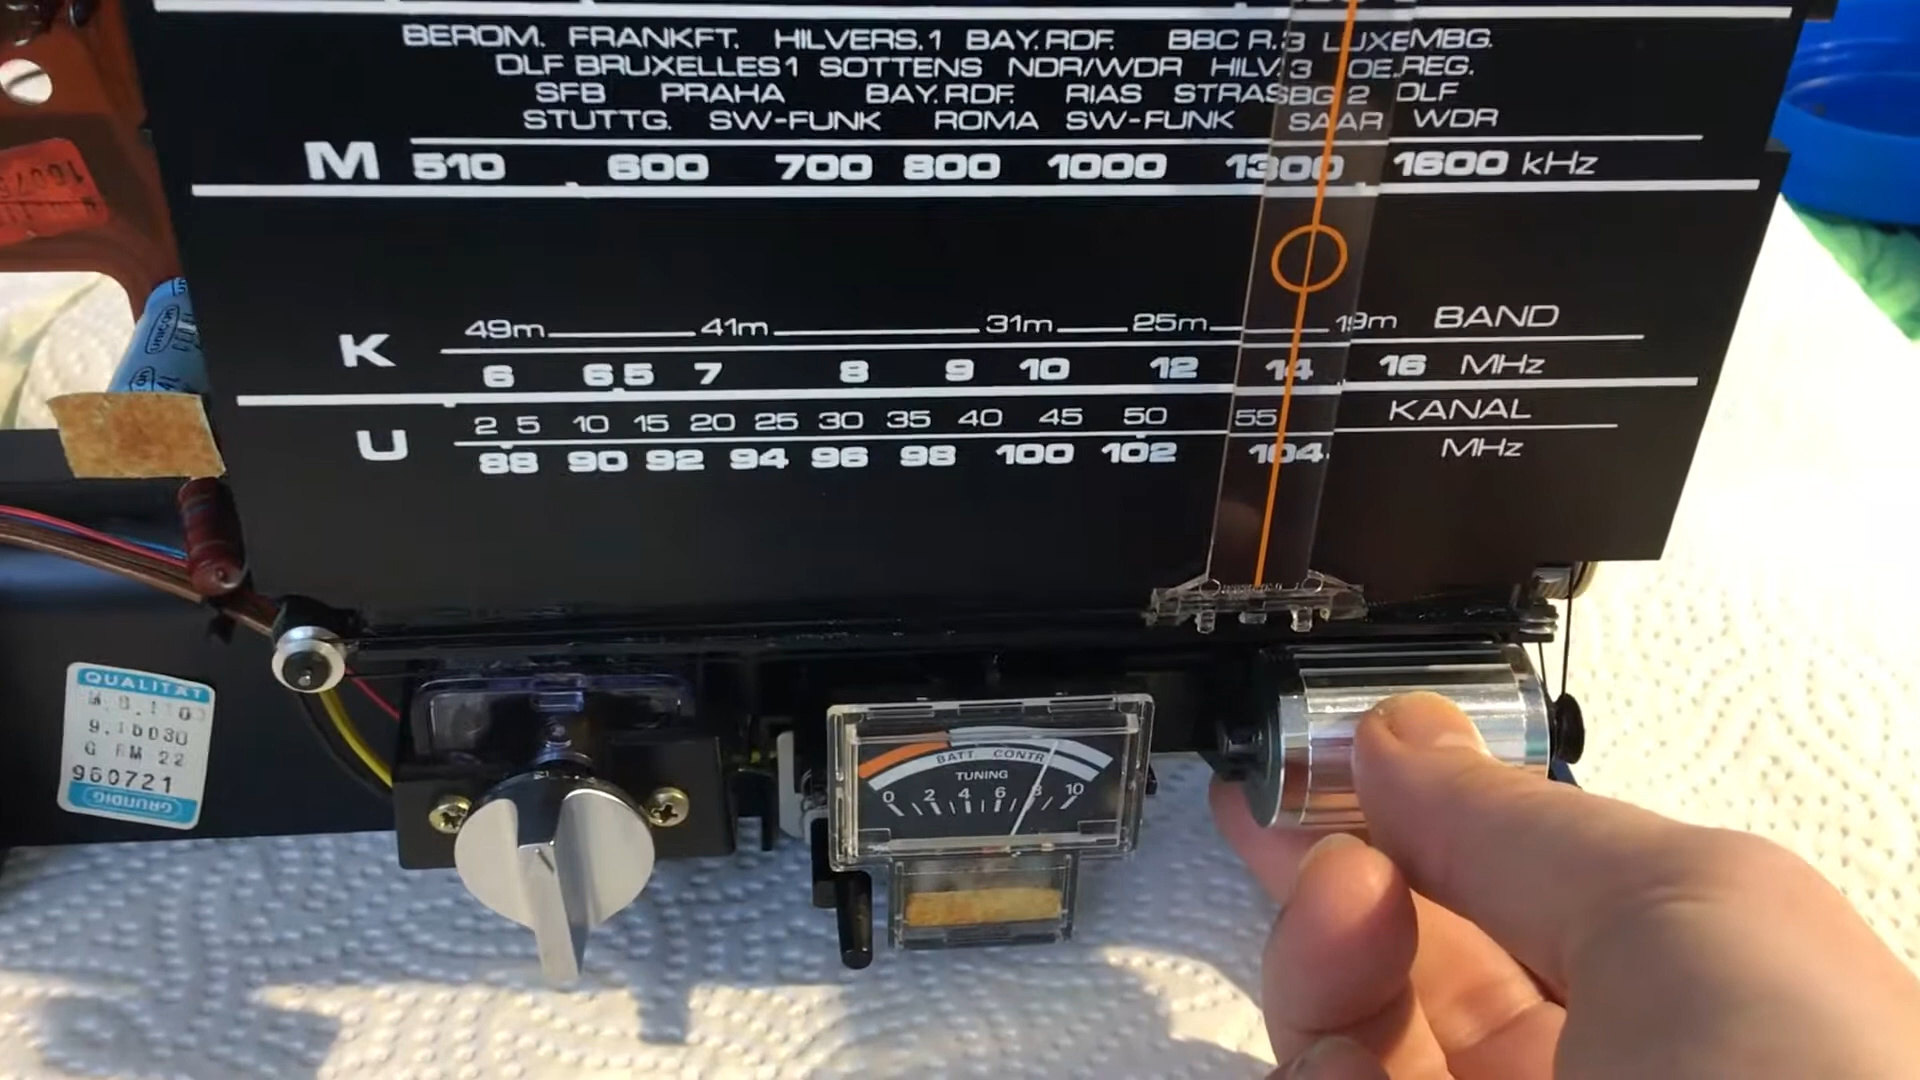 BEROM. FRANKFT. HILVERS.1 BAY.RDF. BBC R.3 LUXEMBG.
DLF BRUXELLES1 SOTTENS NDR/WDR HILV 3 OE.REG.
SFB PRAHA BAY.RDF. RIAS STRASBG 2 DLF
STUTTG. SW-FUNK ROMA SW-FUNK SAAR WDR
M 510 600 700 800 1000 1300 1600 kHz
49m 41m 31m 25m 19m BAND
K 6 6,5 7 8 9 10 12 14 16 MHz
2 5 10 15 20 25 30 35 40 45 50 55 KANAL
U 88 90 92 94 96 98 100 102 104 MHz
QUALITÄT
G RM 22
960721
GRUNDIG
BATT CONTR
TUNING
0 2 4 6 8 10